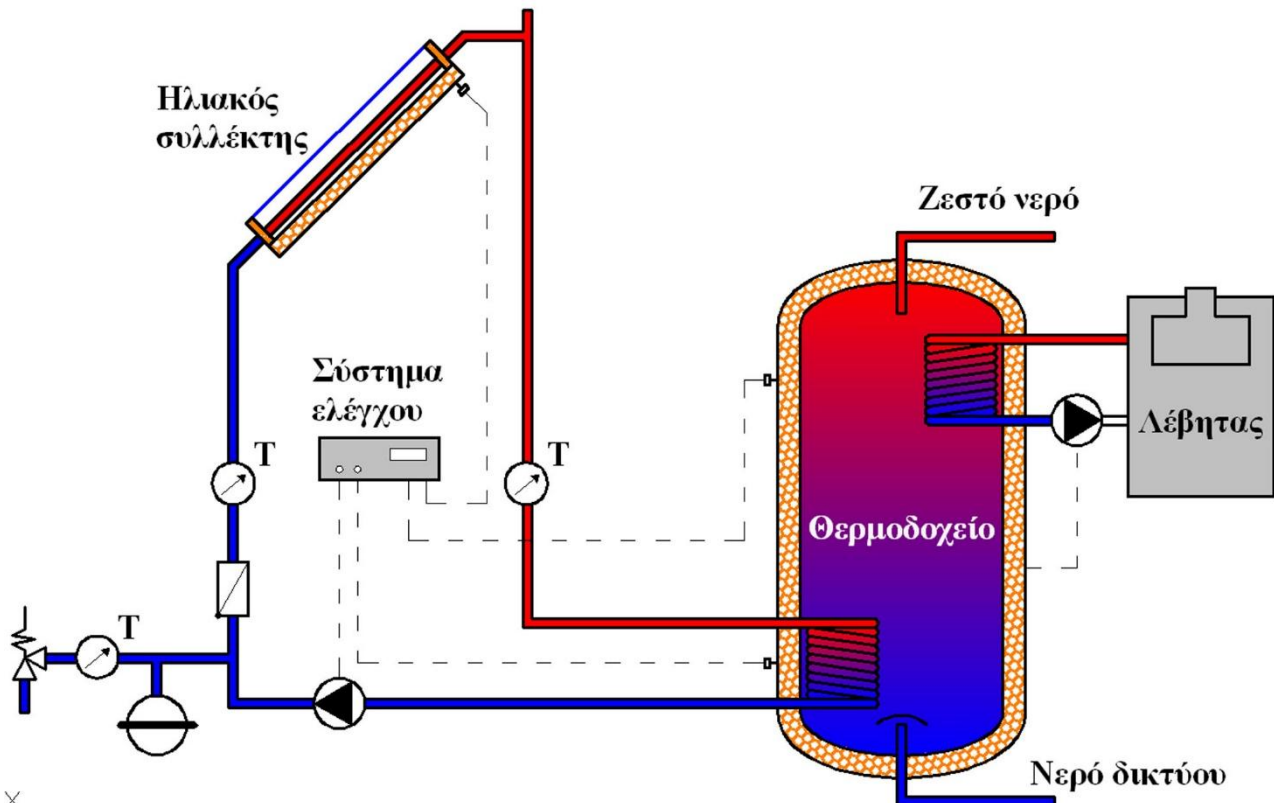 Ηλιακός
συλλέκτης
Ζεστό νερό
Σύστημα
ελέγχου
Τ
Τ
Λέβητας
Θερμοδοχείο
Τ
Νερό δικτύου